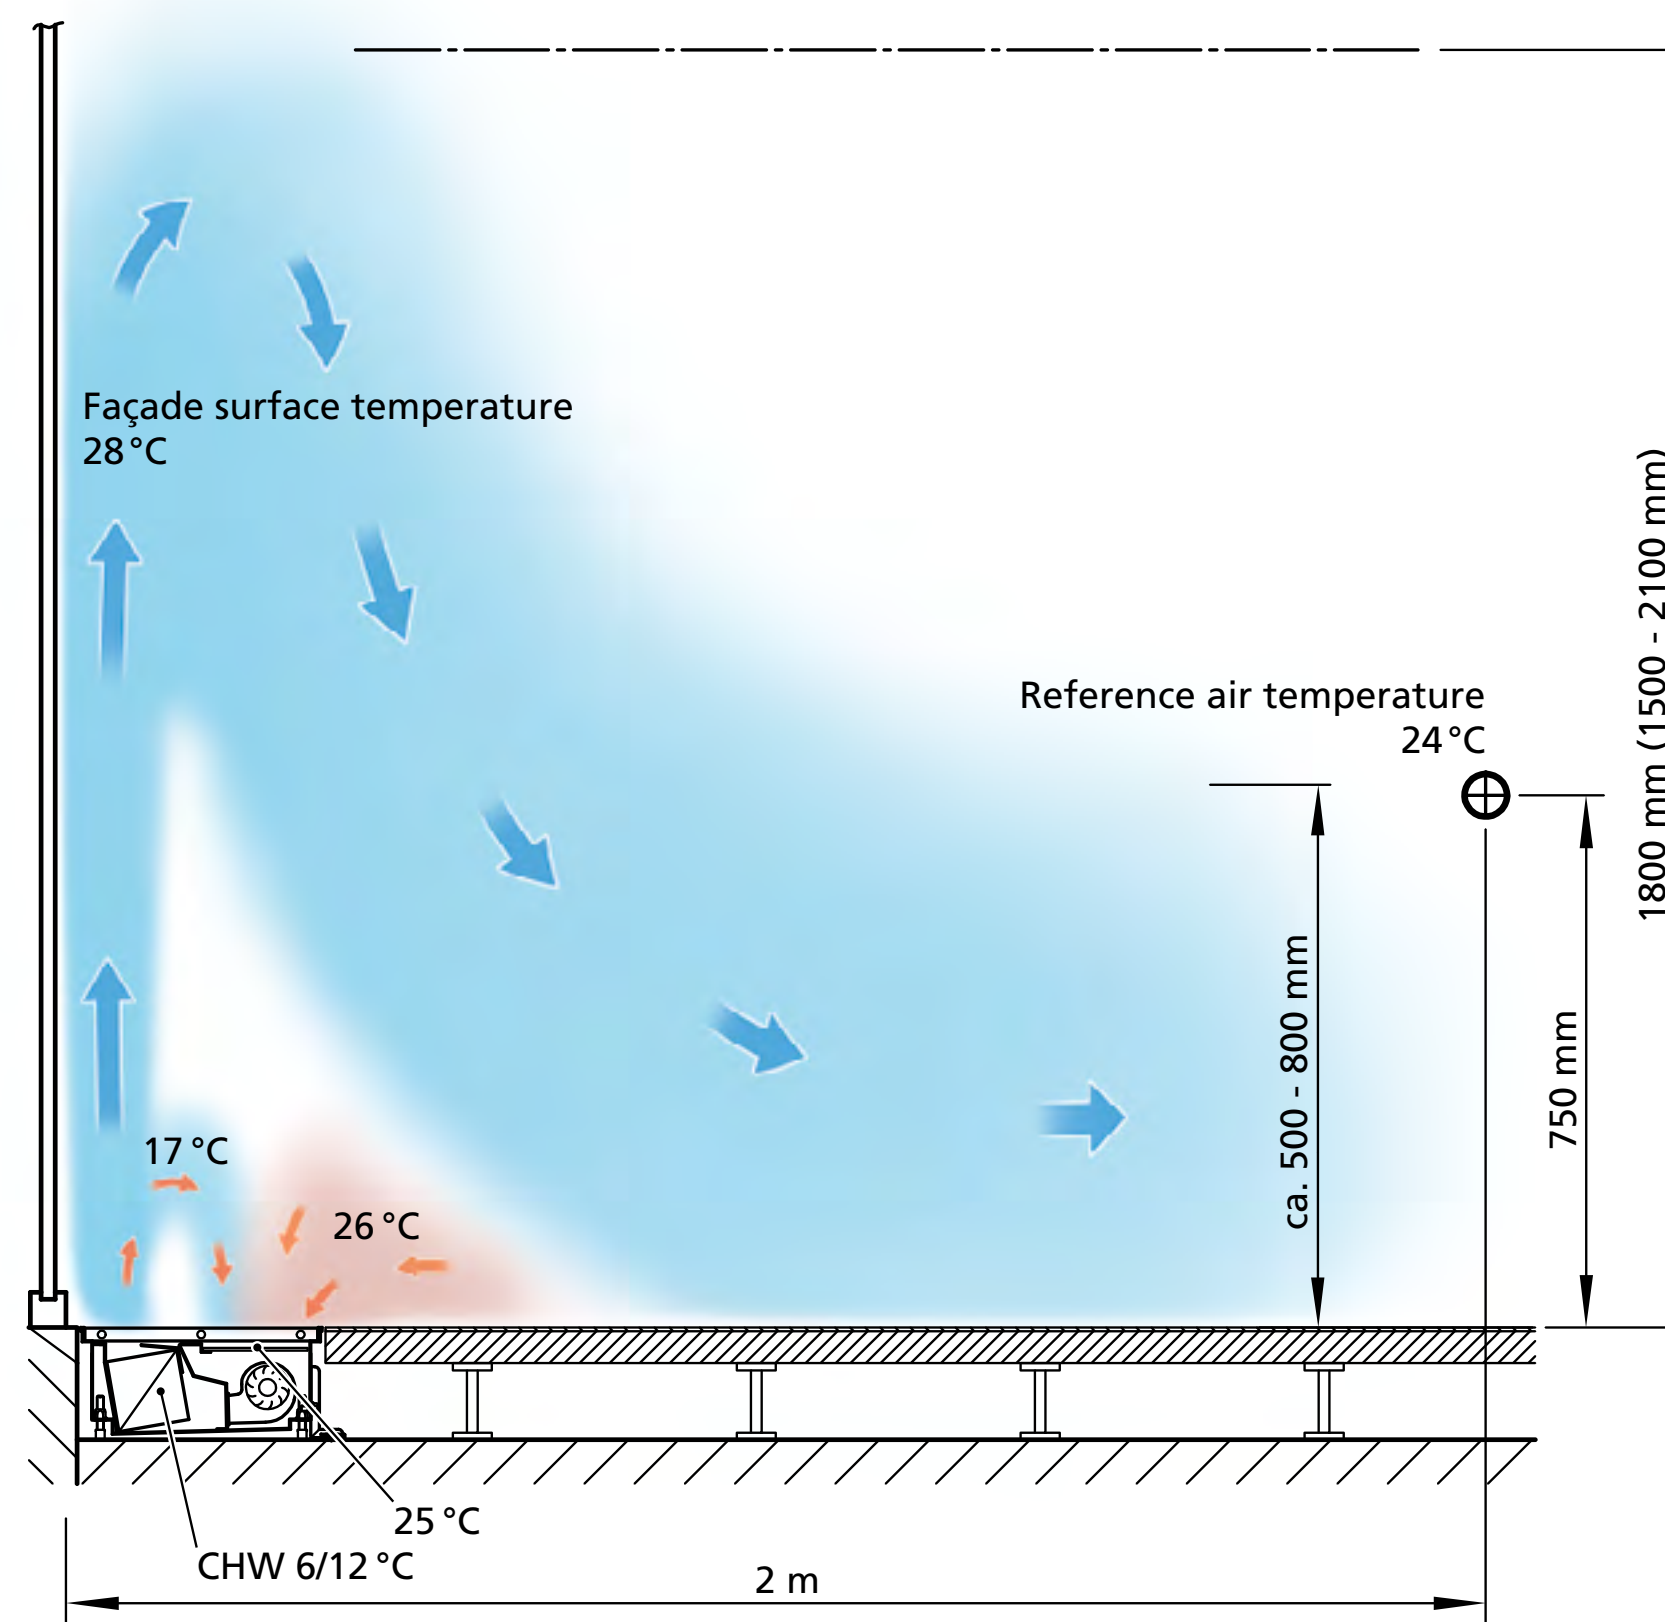 Façade surface temperature
28 °C
Reference air temperature
24 °C
1800 mm (1500 - 2100 mm)
ca. 500 - 800 mm
750 mm
17 °C
26 °C
25 °C
CHW 6/12 °C
2 m